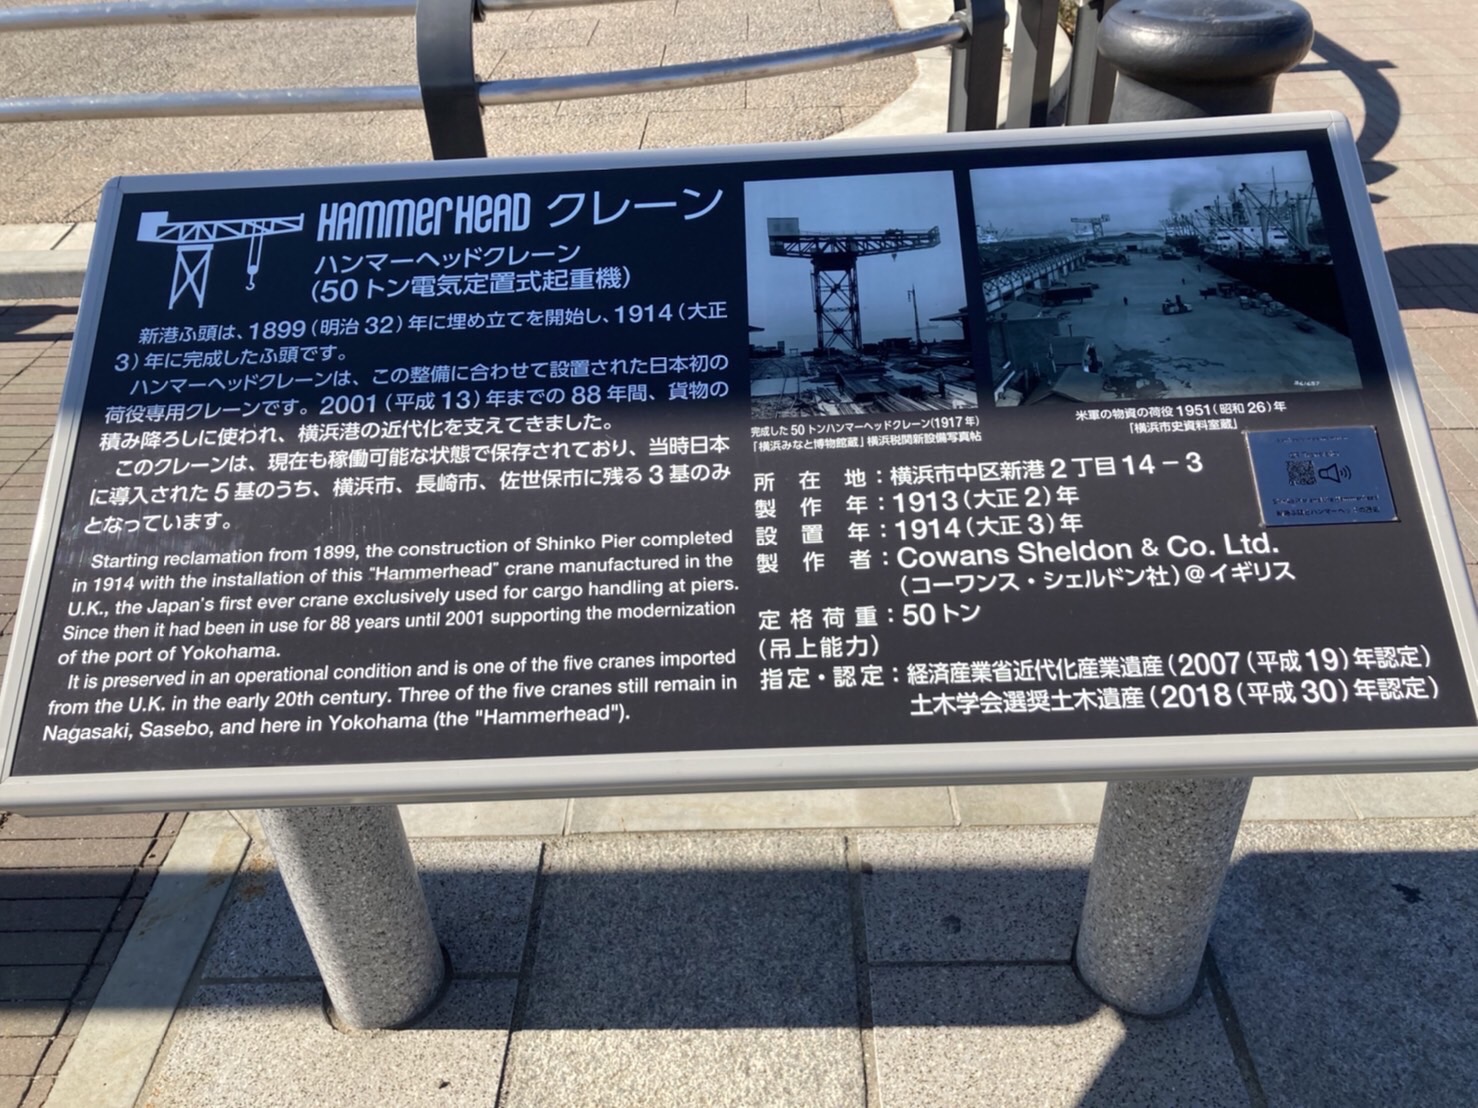 HAMMERHEAD クレーン
ハンマーヘッドクレーン
(50トン電気定置式起重機)
新港ふ頭は、1899(明治32)年に埋め立てを開始し、1914(大正
3)年に完成したふ頭です。
ハンマーヘッドクレーンは、この整備に合わせて設置された日本初の
荷役専用クレーンです。2001(平成13)年までの88年間、貨物の
積み降ろしに使われ、横浜港の近代化を支えてきました。
このクレーンは、現在も稼働可能な状態で保存されており、当時日本
に導入された5基のうち、横浜市、長崎市、佐世保市に残る3基のみ
となっています。
Starting reclamation from 1899, the construction of Shinko Pier completed
in 1914 with the installation of this "Hammerhead" crane manufactured in the
U.K., the Japan's first ever crane exclusively used for cargo handling at piers.
Since then it had been in use for 88 years until 2001 supporting the modernization
of the port of Yokohama.
It is preserved in an operational condition and is one of the five cranes imported
from the U.K. in the early 20th century. Three of the five cranes still remain in
Nagasaki, Sasebo, and here in Yokohama (the "Hammerhead").
完成した50トンハンマーヘッドクレーン(1917年)
「横浜みなと博物館蔵」横浜税関新設備写真帖
米軍の物資の荷役1951(昭和26)年
「横浜市史資料室蔵」
所在地:横浜市中区新港2丁目14-3
製作年:1913(大正2)年
設置年:1914(大正3)年
製作者:Cowans Sheldon & Co. Ltd.
(コーワンス・シェルドン社)@イギリス
定格荷重:50トン
(吊上能力)
指定・認定:経済産業省近代化産業遺産(2007(平成19)年認定)
土木学会選奨土木遺産(2018(平成30)年認定)